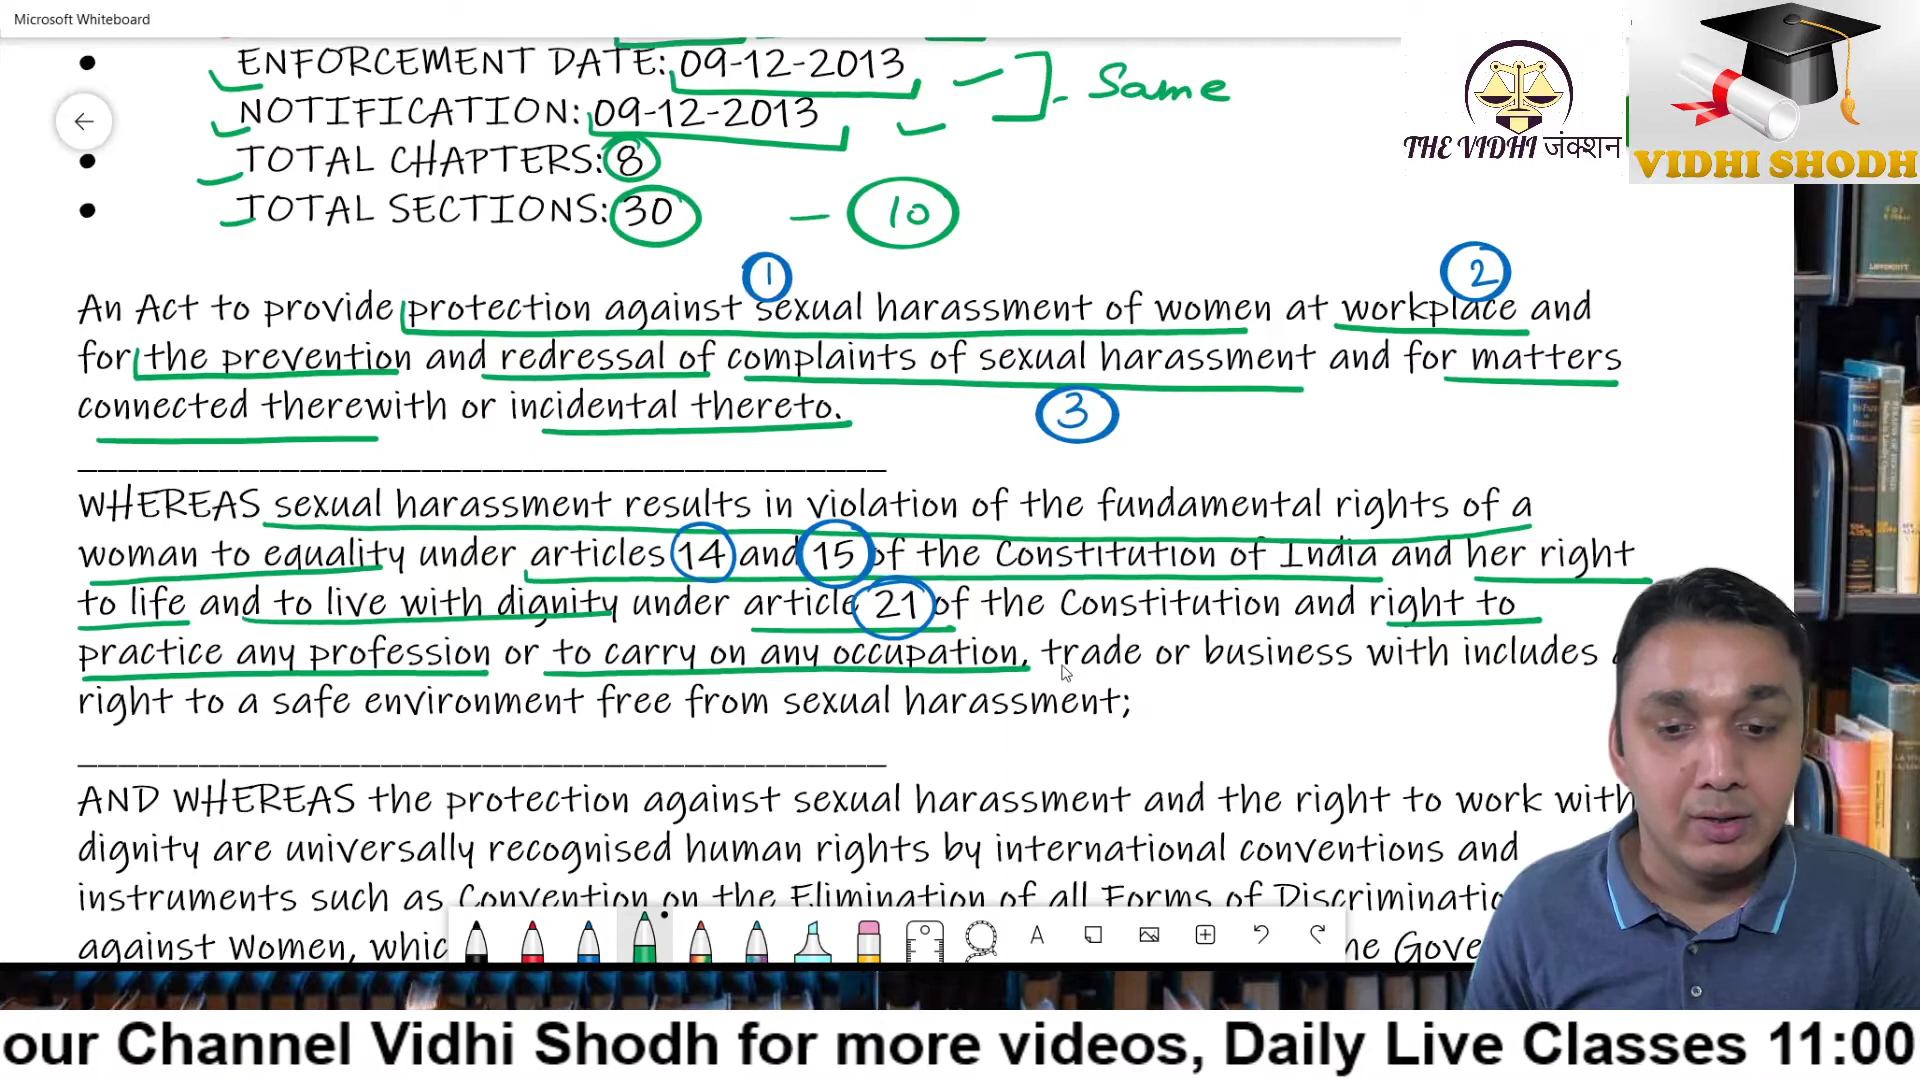 Microsoft Whiteboard
ENFORCEMENT DATE: 09-12-2013
Same
NOTIFICATION: 09-12-2013
THE VIDHI जंक्शन
VIDHI SHODH
TOTAL CHAPTERS: 8
TOTAL SECTIONS: 30 – 10
1
2
An Act to provide protection against sexual harassment of women at workplace and
for the prevention and redressal of complaints of sexual harassment and for matters
connected therewith or incidental thereto.
3
WHEREAS sexual harassment results in violation of the fundamental rights of a
woman to equality under articles 14 and 15 of the Constitution of India and her right
to life and to live with dignity under article 21 of the Constitution and right to
practice any profession or to carry on any occupation, trade or business with includes
right to a safe environment free from sexual harassment;
AND WHEREAS the protection against sexual harassment and the right to work with
dignity are universally recognised human rights by international conventions and
instruments such as Convention on the Elimination of all Forms of
against Women,
A
our Channel Vidhi Shodh for more videos, Daily Live Classes 11:00